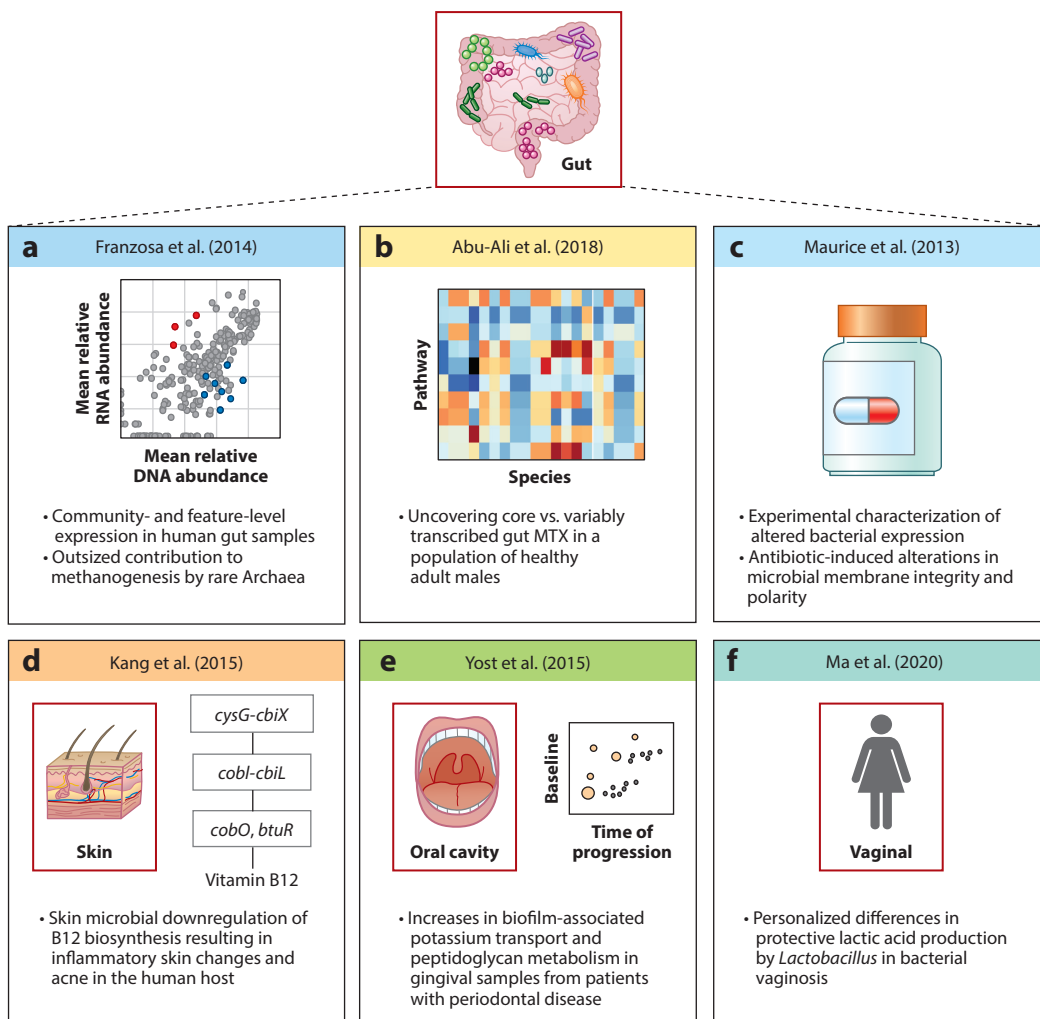 Gut
a
Franzosa et al. (2014)
Mean relative
RNA abundance
Mean relative
DNA abundance
• Community- and feature-level
expression in human gut samples
• Outsized contribution to
methanogenesis by rare Archaea
b
Abu-Ali et al. (2018)
Pathway
Species
• Uncovering core vs. variably
transcribed gut MTX in a
population of healthy
adult males
c
Maurice et al. (2013)
• Experimental characterization of
altered bacterial expression
• Antibiotic-induced alterations in
microbial membrane integrity and
polarity
d
Kang et al. (2015)
Skin
cysG-cbiX
cobl-cbiL
cobO, btuR
Vitamin B12
• Skin microbial downregulation of
B12 biosynthesis resulting in
inflammatory skin changes and
acne in the human host
e
Yost et al. (2015)
Oral cavity
Baseline
Time of
progression
• Increases in biofilm-associated
potassium transport and
peptidoglycan metabolism in
gingival samples from patients
with periodontal disease
f
Ma et al. (2020)
Vaginal
• Personalized differences in
protective lactic acid production
by Lactobacillus in bacterial
vaginosis